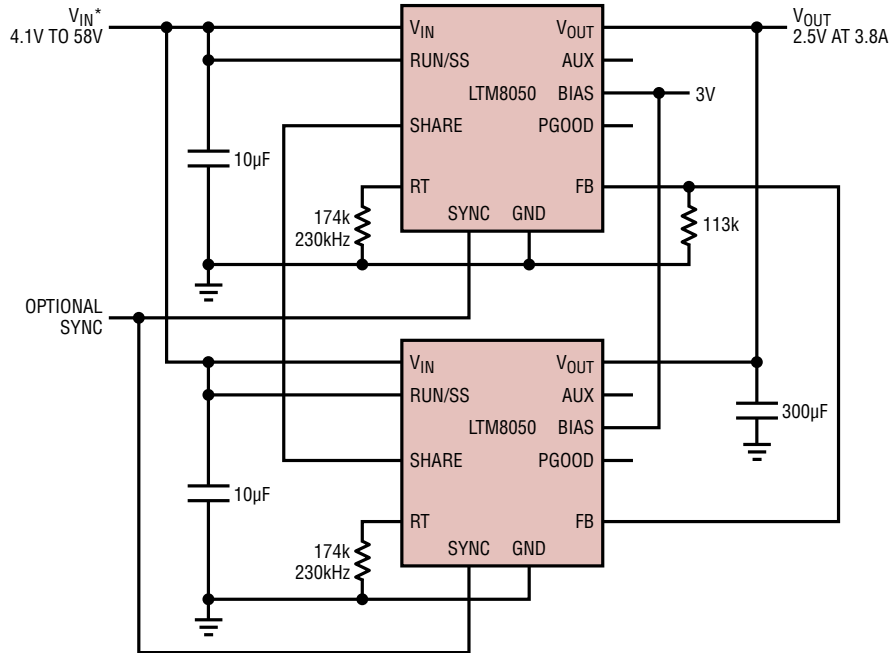 VIN*
4.1V TO 58V
VIN
VOUT
VOUT
2.5V AT 3.8A
RUN/SS
AUX
LTM8050
BIAS
3V
SHARE
PGOOD
10µF
RT
FB
174k
230kHz
SYNC
GND
113k
OPTIONAL
SYNC
VIN
VOUT
RUN/SS
AUX
LTM8050
BIAS
300µF
SHARE
PGOOD
10µF
RT
FB
174k
230kHz
SYNC
GND